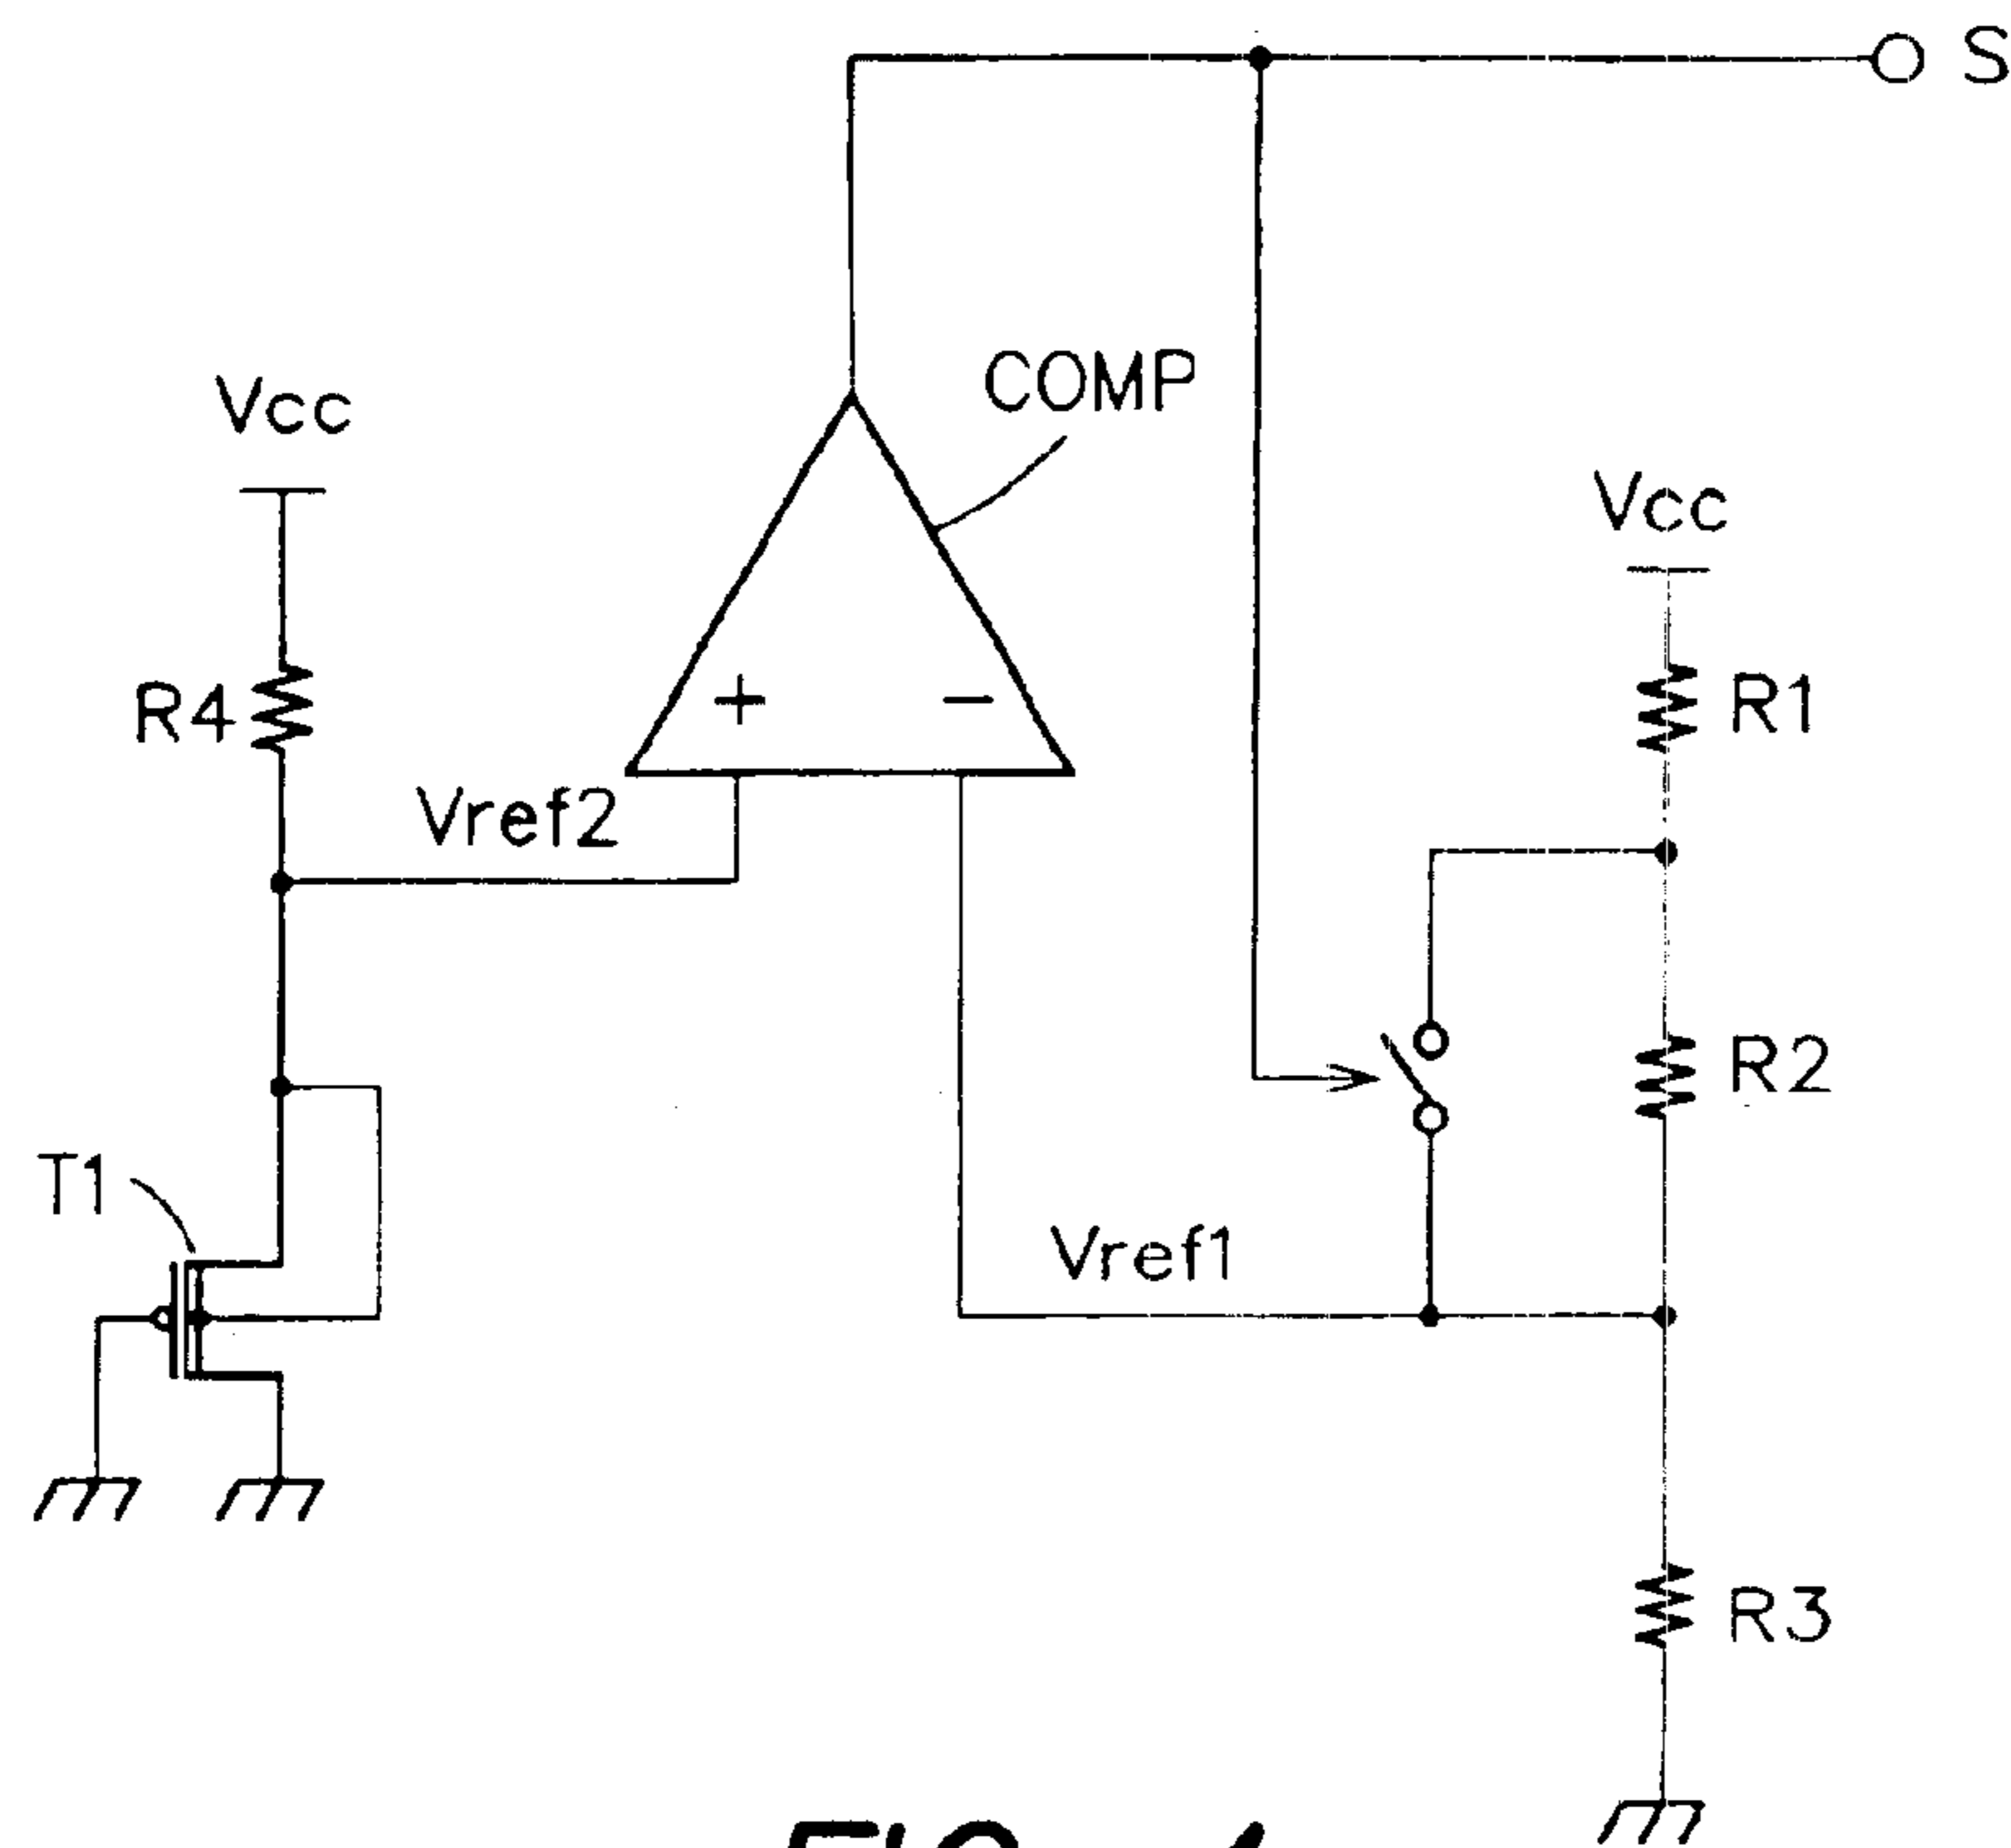 S
COMP
Vcc
Vcc
R4
+
−
R1
Vref2
R2
T1
Vref1
R3